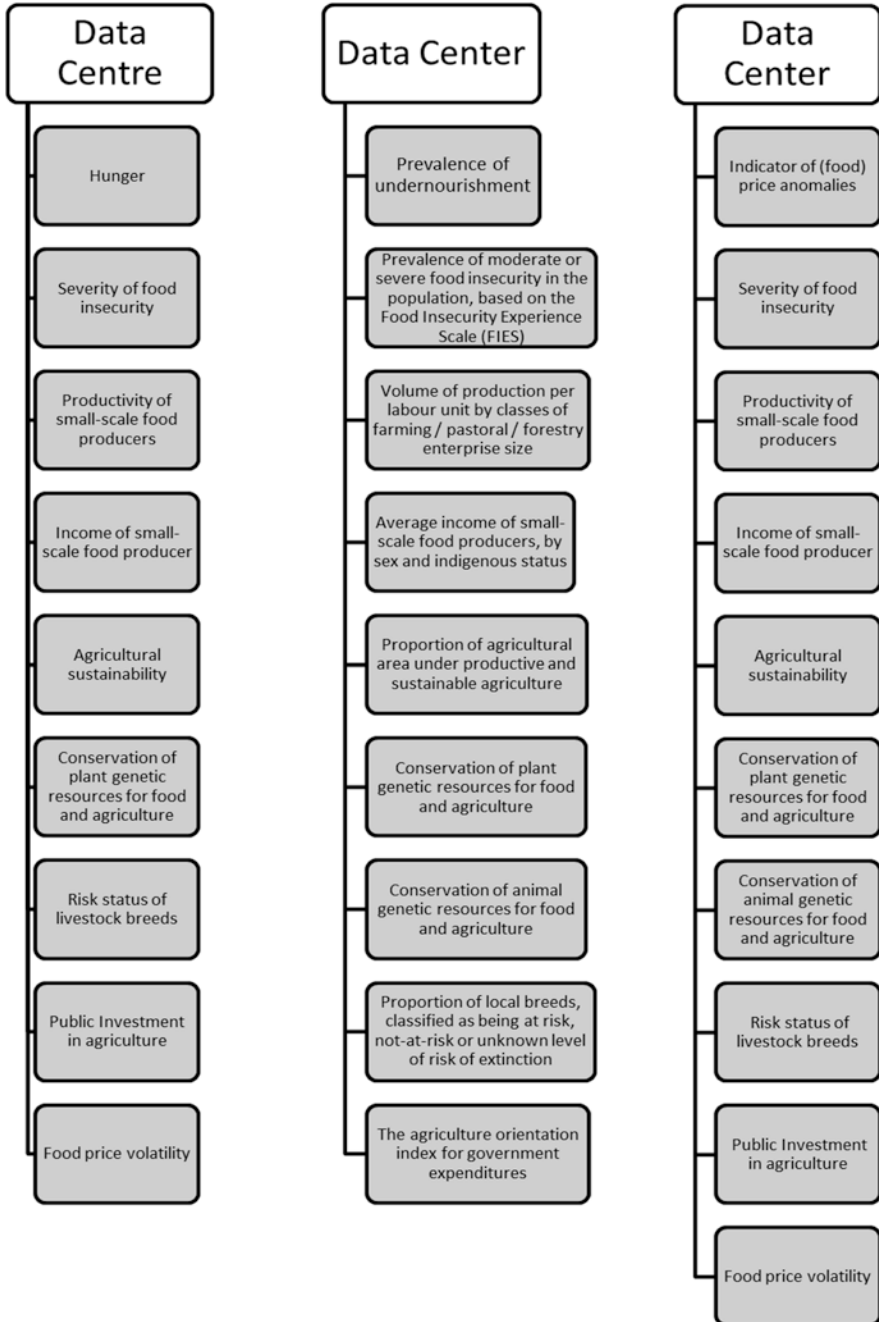 Data
Centre
Hunger
Severity of food
insecurity
Productivity of
small-scale food
producers
Income of small-
scale food producer
Agricultural
sustainability
Conservation of
plant genetic
resources for food
and agriculture
Risk status of
livestock breeds
Public Investment
in agriculture
Food price volatility
Data Center
Prevalence of
undernourishment
Prevalence of moderate or
severe food insecurity in the
population, based on the
Food Insecurity Experience
Scale (FIES)
Volume of production per
labour unit by classes of
farming / pastoral / forestry
enterprise size
Average income of small-
scale food producers, by
sex and indigenous status
Proportion of agricultural
area under productive and
sustainable agriculture
Conservation of plant
genetic resources for food
and agriculture
Conservation of animal
genetic resources for food
and agriculture
Proportion of local breeds,
classified as being at risk,
not-at-risk or unknown level
of risk of extinction
The agriculture orientation
index for government
expenditures
Data
Center
Indicator of (food)
price anomalies
Severity of food
insecurity
Productivity of
small-scale food
producers
Income of small-
scale food producer
Agricultural
sustainability
Conservation of
plant genetic
resources for food
and agriculture
Conservation of
animal genetic
resources for food
and agriculture
Risk status of
livestock breeds
Public Investment
in agriculture
Food price volatility